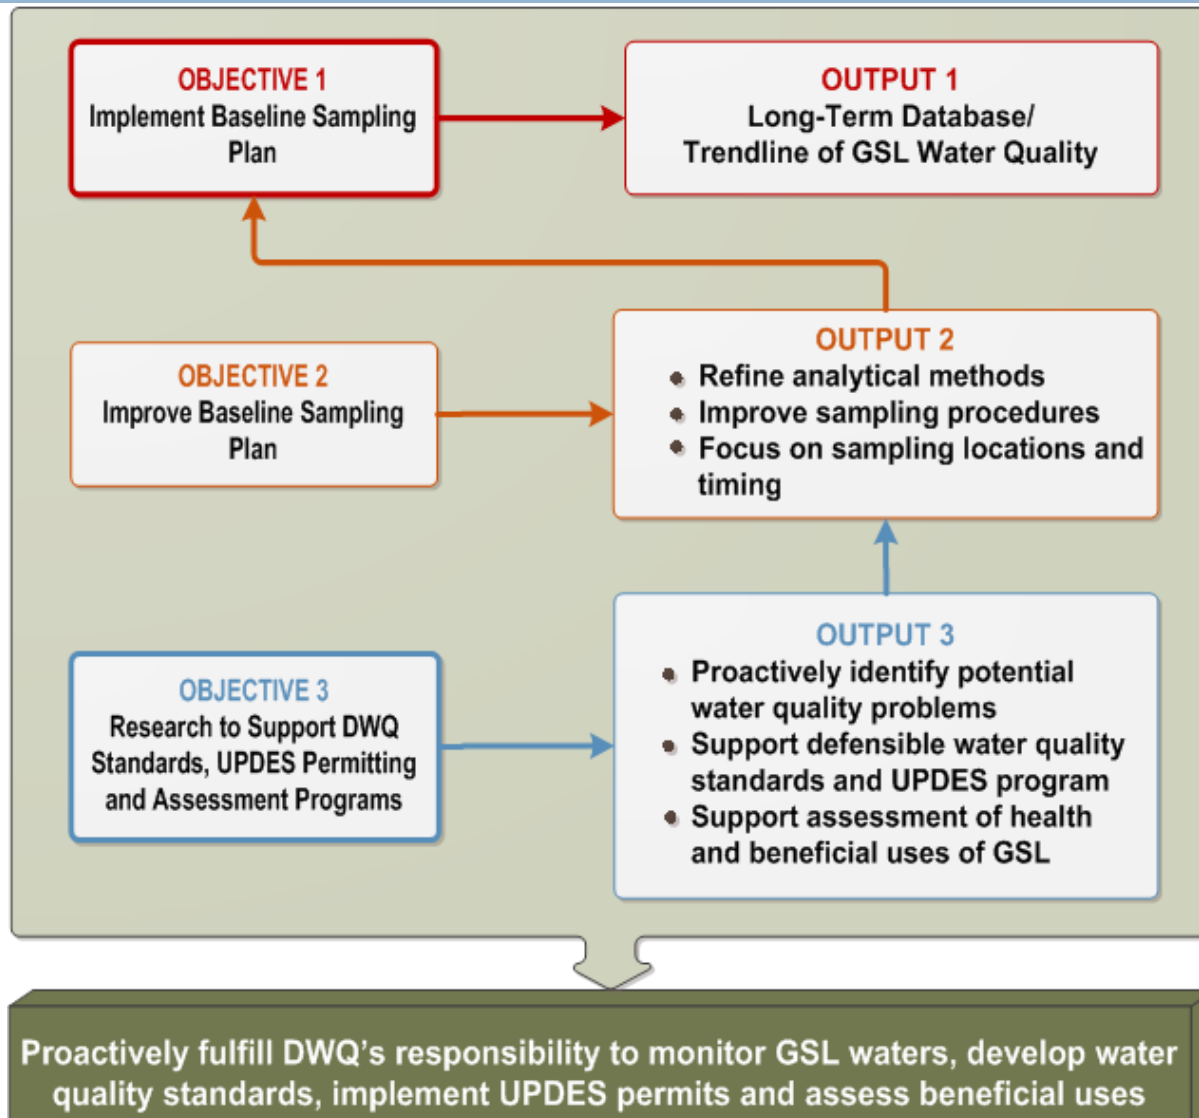 OBJECTIVE 1
Implement Baseline Sampling
Plan
OUTPUT 1
Long-Term Database/
Trendline of GSL Water Quality
OBJECTIVE 2
Improve Baseline Sampling
Plan
OUTPUT 2
• Refine analytical methods
• Improve sampling procedures
• Focus on sampling locations and
timing
OBJECTIVE 3
Research to Support DWQ
Standards, UPDES Permitting
and Assessment Programs
OUTPUT 3
• Proactively identify potential
water quality problems
• Support defensible water quality
standards and UPDES program
• Support assessment of health
and beneficial uses of GSL
Proactively fulfill DWQ's responsibility to monitor GSL waters, develop water
quality standards, implement UPDES permits and assess beneficial uses